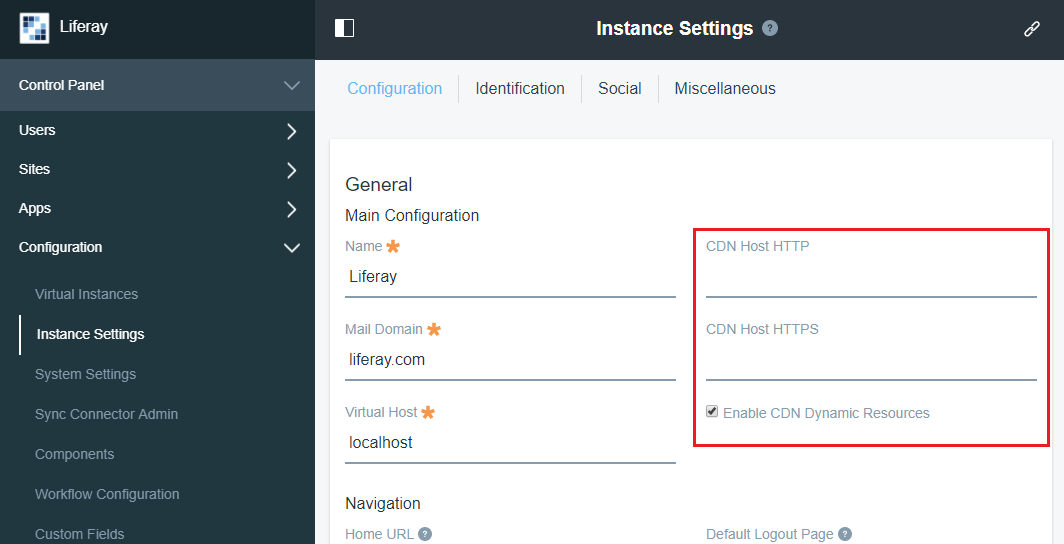 Liferay
Control Panel
Users
Sites
Apps
Configuration
Virtual Instances
Instance Settings
System Settings
Sync Connector Admin
Components
Workflow Configuration
Custom Fields
Instance Settings ?
Configuration Identification Social Miscellaneous
General
Main Configuration
Name
Liferay
Mail Domain
liferay.com
Virtual Host
localhost
CDN Host HTTP
CDN Host HTTPS
Enable CDN Dynamic Resources
Navigation
Home URL ?
Default Logout Page ?